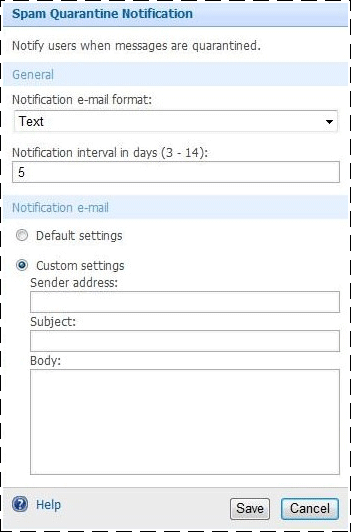 Spam Quarantine Notification
Notify users when messages are quarantined.
General
Notification e-mail format:
Text
Notification interval in days (3 - 14):
5
Notification e-mail
Default settings
Custom settings
Sender address:
Subject:
Body:
? Help
Save
Cancel